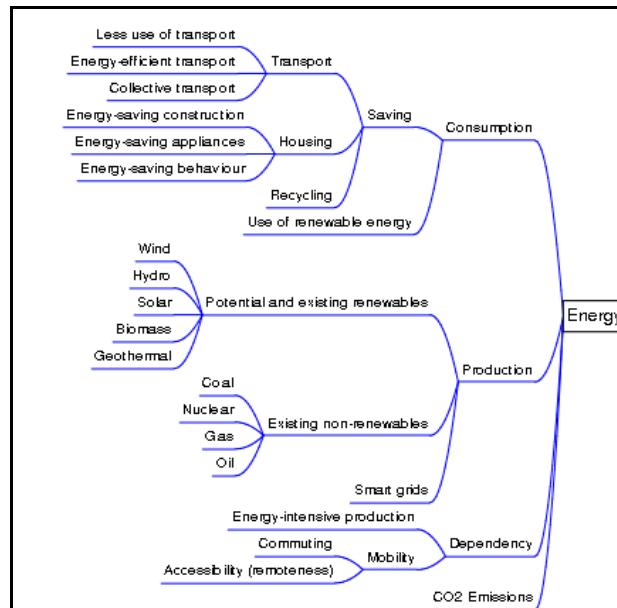 Less use of transport
Energy-efficient transport
Transport
Collective transport
Energy-saving construction
Saving
Consumption
Energy-saving appliances
Housing
Energy-saving behaviour
Recycling
Use of renewable energy
Wind
Hydro
Solar
Potential and existing renewables
Biomass
Geothermal
Energy
Production
Coal
Nuclear
Existing non-renewables
Gas
Oil
Smart grids
Energy-intensive production
Commuting
Mobility
Dependency
Accessibility (remoteness)
CO2 Emissions